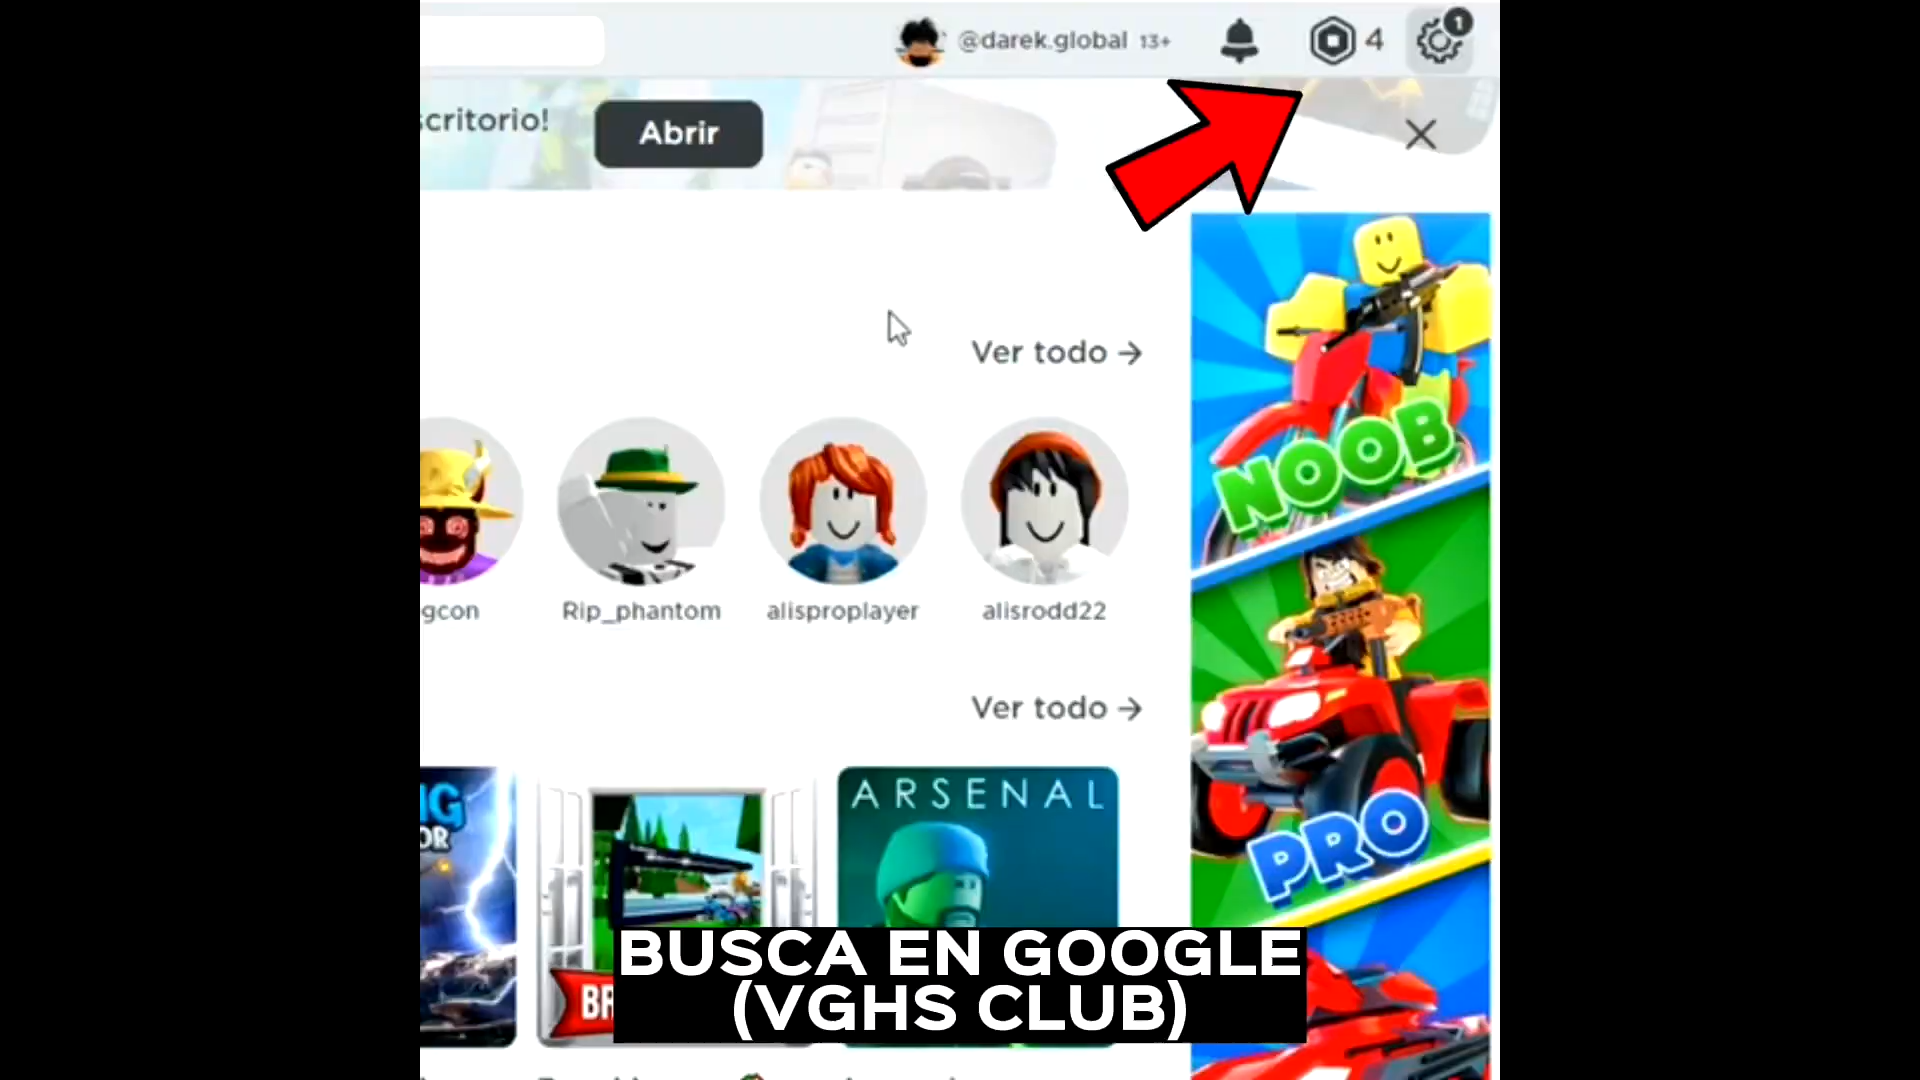 @darek.global 13+
4
1
scritorio!
Abrir
Ver todo →
NOOB
gcon
Rip_phantom
alisproplayer
alisrodd22
Ver todo →
ARSENAL
PRO
BUSCA EN GOOGLE
(VGHS CLUB)